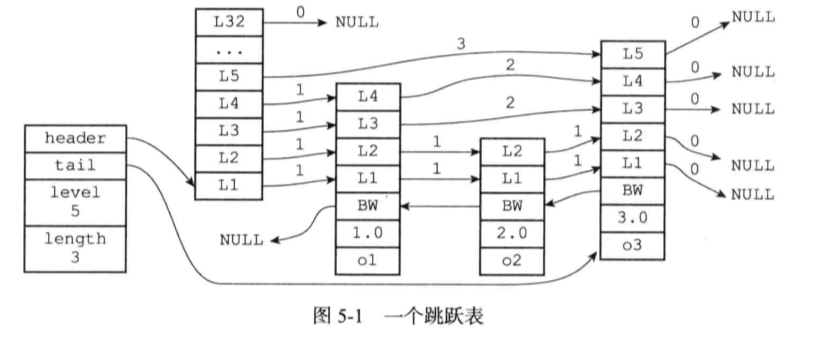 header
tail
level
5
length
3
L32
...
L5
L4
L3
L2
L1
0
NULL
3
1
1
1
1
L4
L3
L2
L1
BW
1.0
o1
NULL
2
2
1
1
L2
L1
BW
2.0
o2
1
1
L5
L4
L3
L2
L1
BW
3.0
o3
0
NULL
0
NULL
0
NULL
0
NULL
0
NULL
图 5-1 一个跳跃表